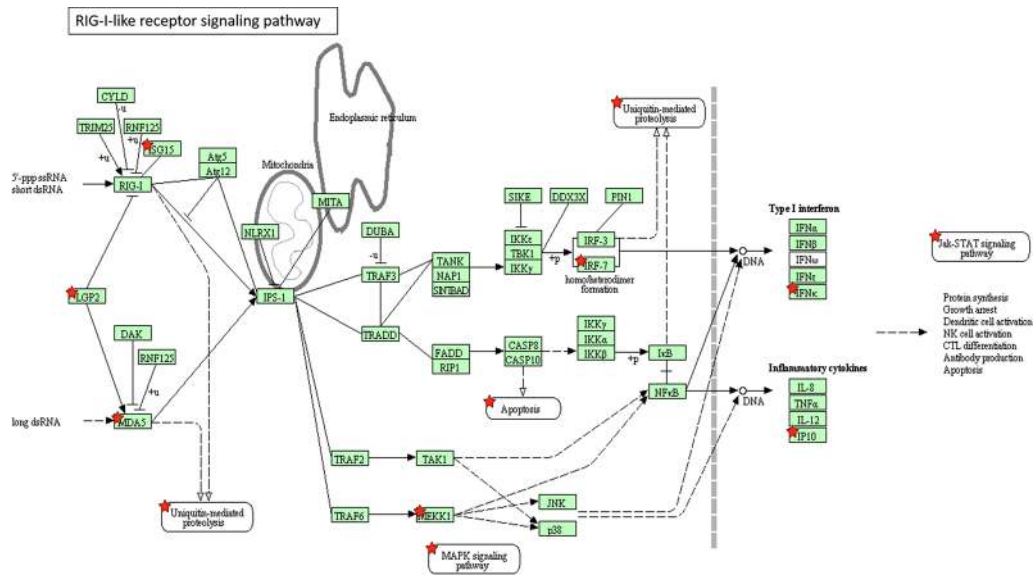 RIG-I-like receptor signaling pathway
CYLD
-u
TRIM25
RNF125
+u
+u
ISG15
Atg5
Atg12
5'-ppp ssRNA
short dsRNA
RIG-I
Mitochondria
Endoplasmic reticulum
MITA
NLRX1
IPS-1
LGP2
DAK
RNF125
+u
long dsRNA
MDA5
Uniquitin-mediated
proteolysis
DUBA
-u
TRAF3
TRADD
TANK
NAP1
SINTBAD
FADD
RIP1
CASP8
CASP10
Apoptosis
SIKE
DDX3X
PIN1
IKKε
TBK1
IKKγ
+p
IRF-3
IRF-7
homo/heterodimer
formation
Uniquitin-mediated
proteolysis
IKKγ
IKKα
IKKβ
+p
IκB
NFκB
TRAF2
TAK1
TRAF6
MEKK1
JNK
p38
MAPK signaling
pathway
DNA
DNA
Type I interferon
IFNα
IFNβ
IFNω
IFNε
IFNκ
Inflammatory cytokines
IL-8
TNFα
IL-12
IP10
Jak-STAT signaling
pathway
Protein synthesis
Growth arrest
Dendritic cell activation
NK cell activation
CTL differentiation
Antibody production
Apoptosis